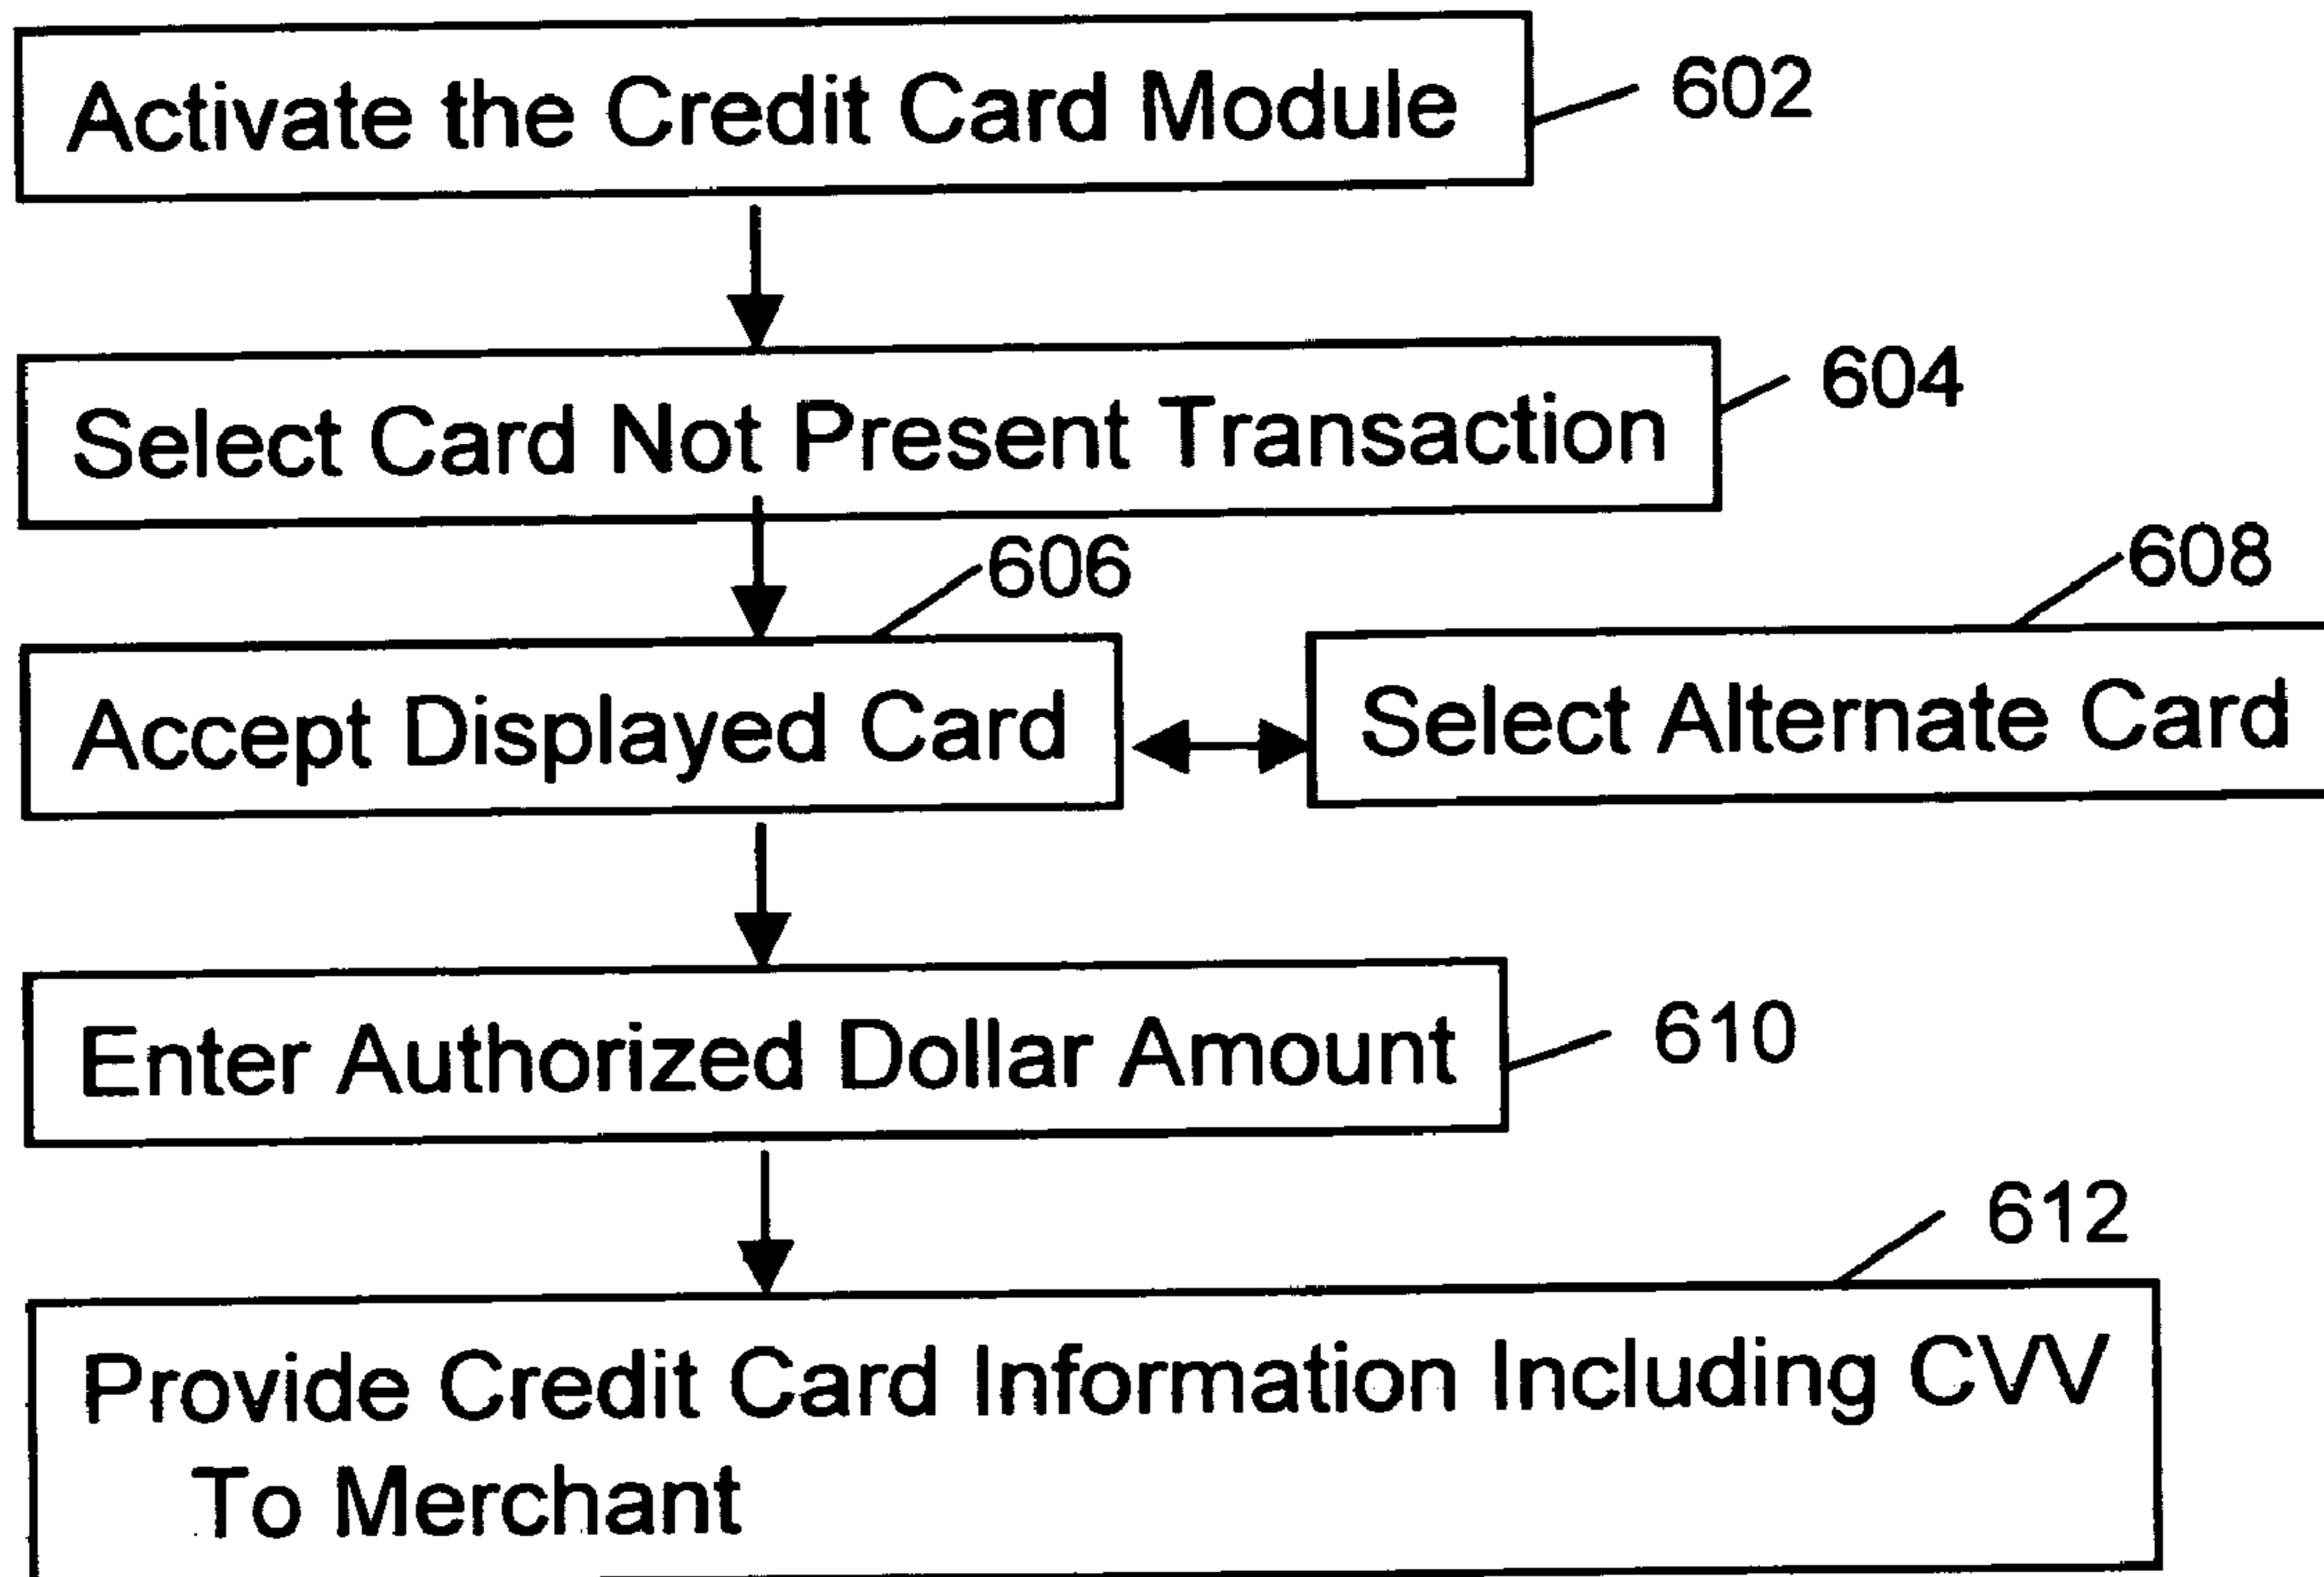 Activate the Credit Card Module
602
Select Card Not Present Transaction
604
606
608
Accept Displayed Card
Select Alternate Card
Enter Authorized Dollar Amount
610
612
Provide Credit Card Information Including CVV
To Merchant